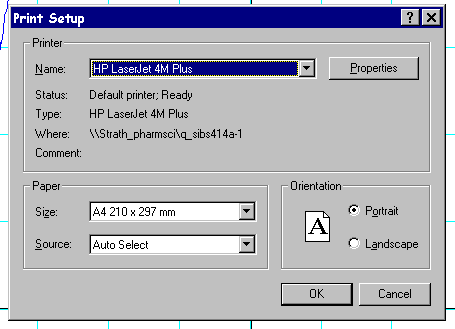 Print Setup
Printer
Name: HP LaserJet 4M Plus Properties
Status: Default printer; Ready
Type: HP LaserJet 4M Plus
Where: \\Strath_pharmsci\q_sibs414a-1
Comment:
Paper
Size: A4 210 x 297 mm
Source: Auto Select
Orientation
A
Portrait
Landscape
OK Cancel